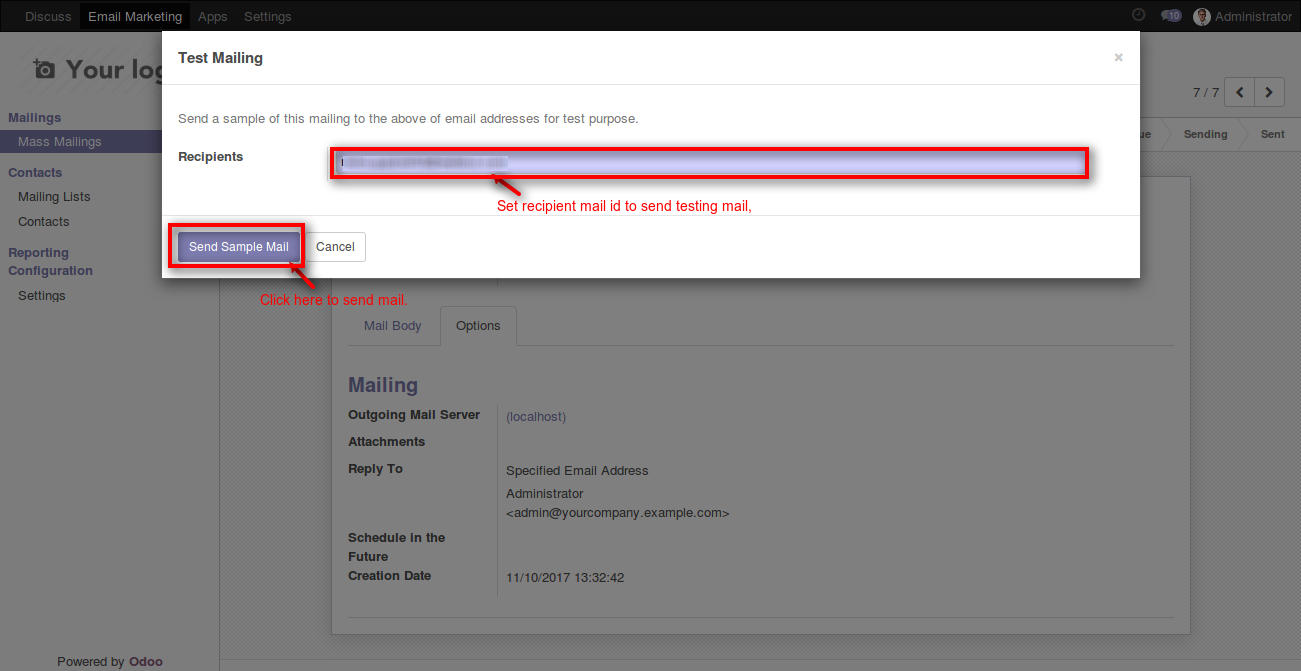 Discuss Email Marketing Apps Settings 10 Administrator
Your log
Test Mailing ×
7 / 7
Send a sample of this mailing to the above of email addresses for test purpose.
Mailings
Mass Mailings
Sending Sent
Recipients
Contacts
Mailing Lists
Contacts
Set recipient mail id to send testing mail,
Send Sample Mail Cancel
Reporting
Configuration
Settings
Click here to send mail.
Mail Body Options
Mailing
Outgoing Mail Server (localhost)
Attachments
Reply To Specified Email Address
Administrator
<admin@yourcompany.example.com>
Schedule in the
Future
Creation Date 11/10/2017 13:32:42
Powered by Odoo